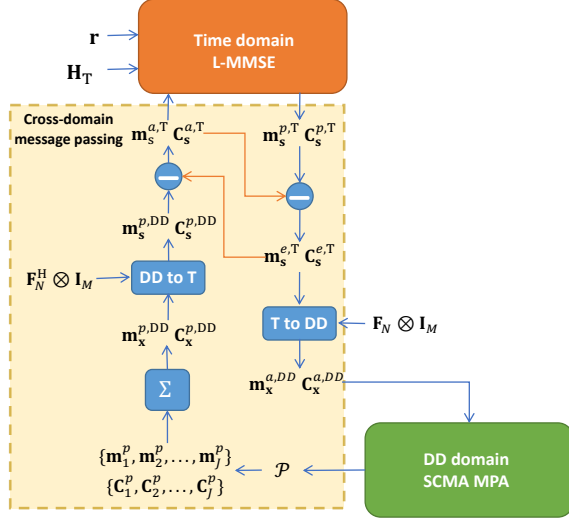 Time domain
L-MMSE
𝐫
𝐇_T
Cross-domain
message passing
𝐦_𝐬^{a,T} 𝐂_𝐬^{a,T}
𝐦_𝐬^{p,T} 𝐂_𝐬^{p,T}
−
−
𝐦_𝐬^{p,DD} 𝐂_𝐬^{p,DD}
𝐦_𝐬^{e,T} 𝐂_𝐬^{e,T}
𝐅_N^H ⊗ 𝐈_M
DD to T
T to DD
𝐅_N ⊗ 𝐈_M
𝐦_𝐱^{p,DD} 𝐂_𝐱^{p,DD}
𝐦_𝐱^{a,DD} 𝐂_𝐱^{a,DD}
Σ
{𝐦_1^p, 𝐦_2^p, . . . , 𝐦_J^p}
{𝐂_1^p, 𝐂_2^p, . . . , 𝐂_J^p}
𝒫
DD domain
SCMA MPA